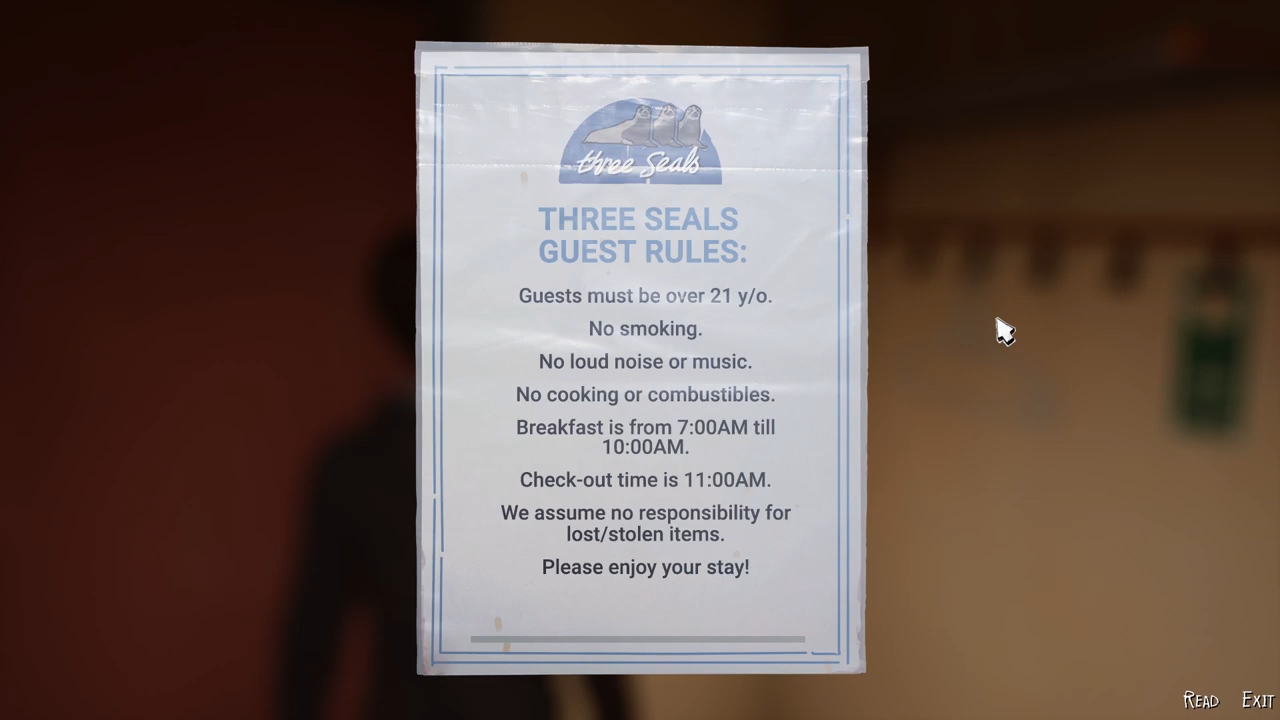 three Seals
THREE SEALS
GUEST RULES:
Guests must be over 21 y/o.
No smoking.
No loud noise or music.
No cooking or combustibles.
Breakfast is from 7:00AM till
10:00AM.
Check-out time is 11:00AM.
We assume no responsibility for
lost/stolen items.
Please enjoy your stay!
READ EXIT